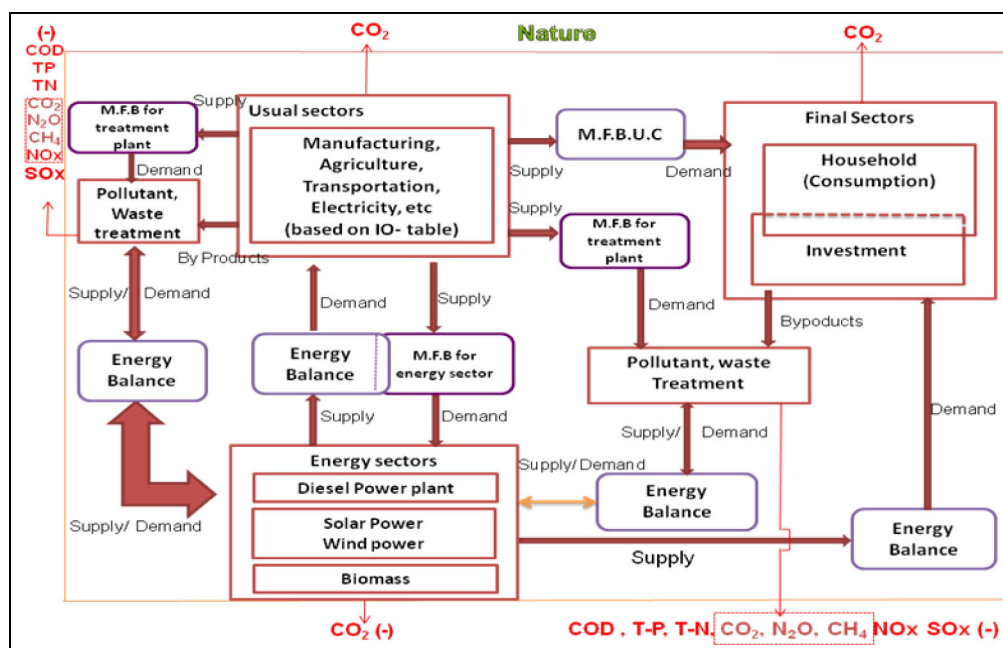 Nature
(-)
COD
TP
TN
CO₂
N₂O
CH₄
NOx
SOx
CO₂
CO₂
M.F.B for
treatment
plant
Supply
Demand
Pollutant,
Waste
treatment
By Products
Usual sectors
Manufacturing,
Agriculture,
Transportation,
Electricity, etc
(based on IO- table)
Supply
M.F.B.U.C
Demand
Supply
M.F.B for
treatment
plant
Final Sectors
Household
(Consumption)
Investment
Supply/ Demand
Energy
Balance
Supply/ Demand
Demand
Energy
Balance
Supply
Supply
M.F.B for
energy sector
Demand
Demand
Bypoducts
Pollutant, waste
Treatment
Supply/ Demand
Energy
Balance
Supply/Demand
Demand
Energy
Balance
Supply
Energy sectors
Diesel Power plant
Solar Power
Wind power
Biomass
CO₂ (-)
COD , T-P, T-N, CO₂, N₂O, CH₄ NOx SOx (-)